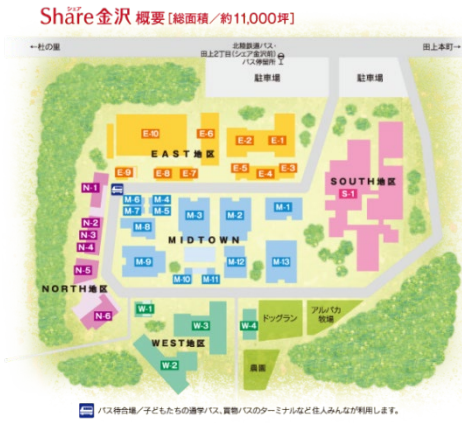 シェア
Share金沢 概要 [総面積／約11,000坪]
←杜の里
北陸鉄道バス・
田上2丁目(シェア金沢前)
バス停留所
田上本町→
駐車場
駐車場
E-10
E-6
E-2
E-1
EAST地区
E-9
E-8
E-7
E-5
E-4
E-3
SOUTH地区
S-1
N-1
N-2
N-3
N-4
N-5
NORTH地区
N-6
M-6
M-4
M-7
M-5
M-3
M-2
M-1
M-8
MIDTOWN
M-9
M-12
M-13
M-10
M-11
W-1
W-3
W-4
WEST地区
W-2
ドッグラン
アルパカ
牧場
農園
バス待合場／子どもたちの通学バス、買物バスのターミナルなど住人みんなが利用します。